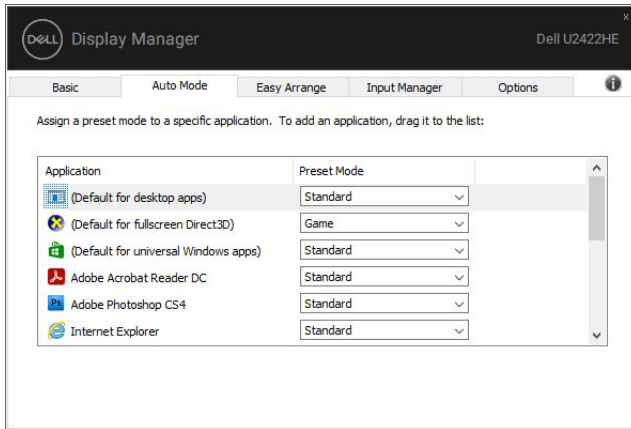 DELL Display Manager Dell U2422HE x
Basic Auto Mode Easy Arrange Input Manager Options i
Assign a preset mode to a specific application. To add an application, drag it to the list:
Application Preset Mode
(Default for desktop apps) Standard
(Default for fullscreen Direct3D) Game
(Default for universal Windows apps) Standard
Adobe Acrobat Reader DC Standard
Ps Adobe Photoshop CS4 Standard
Internet Explorer Standard